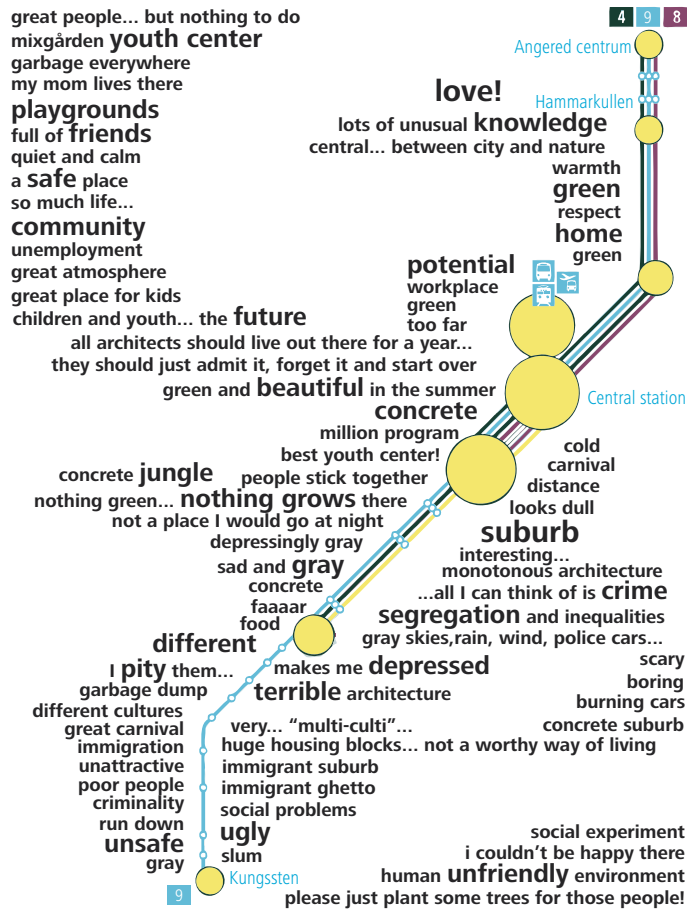 great people... but nothing to do
mixgården youth center
garbage everywhere
my mom lives there
playgrounds
full of friends
quiet and calm
a safe place
so much life...
community
unemployment
great atmosphere
great place for kids
children and youth... the future
4 9 8
Angered centrum
love!
Hammarkullen
lots of unusual knowledge
central... between city and nature
warmth
green
respect
home
green
potential
workplace
green
too far
all architects should live out there for a year...
they should just admit it, forget it and start over
green and beautiful in the summer
Central station
concrete
million program
best youth center!
people stick together
concrete jungle
nothing green... nothing grows there
not a place I would go at night
depressingly gray
sad and gray
concrete
faaaar
food
cold
carnival
distance
looks dull
suburb
interesting...
monotonous architecture
...all I can think of is crime
segregation and inequalities
gray skies,rain, wind, police cars...
scary
boring
burning cars
concrete suburb
different
I pity them...
garbage dump
different cultures
great carnival
immigration
unattractive
poor people
criminality
run down
unsafe
gray
makes me depressed
terrible architecture
very... “multi-culti”...
huge housing blocks... not a worthy way of living
immigrant suburb
immigrant ghetto
social problems
ugly
slum
Kungssten
9
social experiment
i couldn’t be happy there
human unfriendly environment
please just plant some trees for those people!